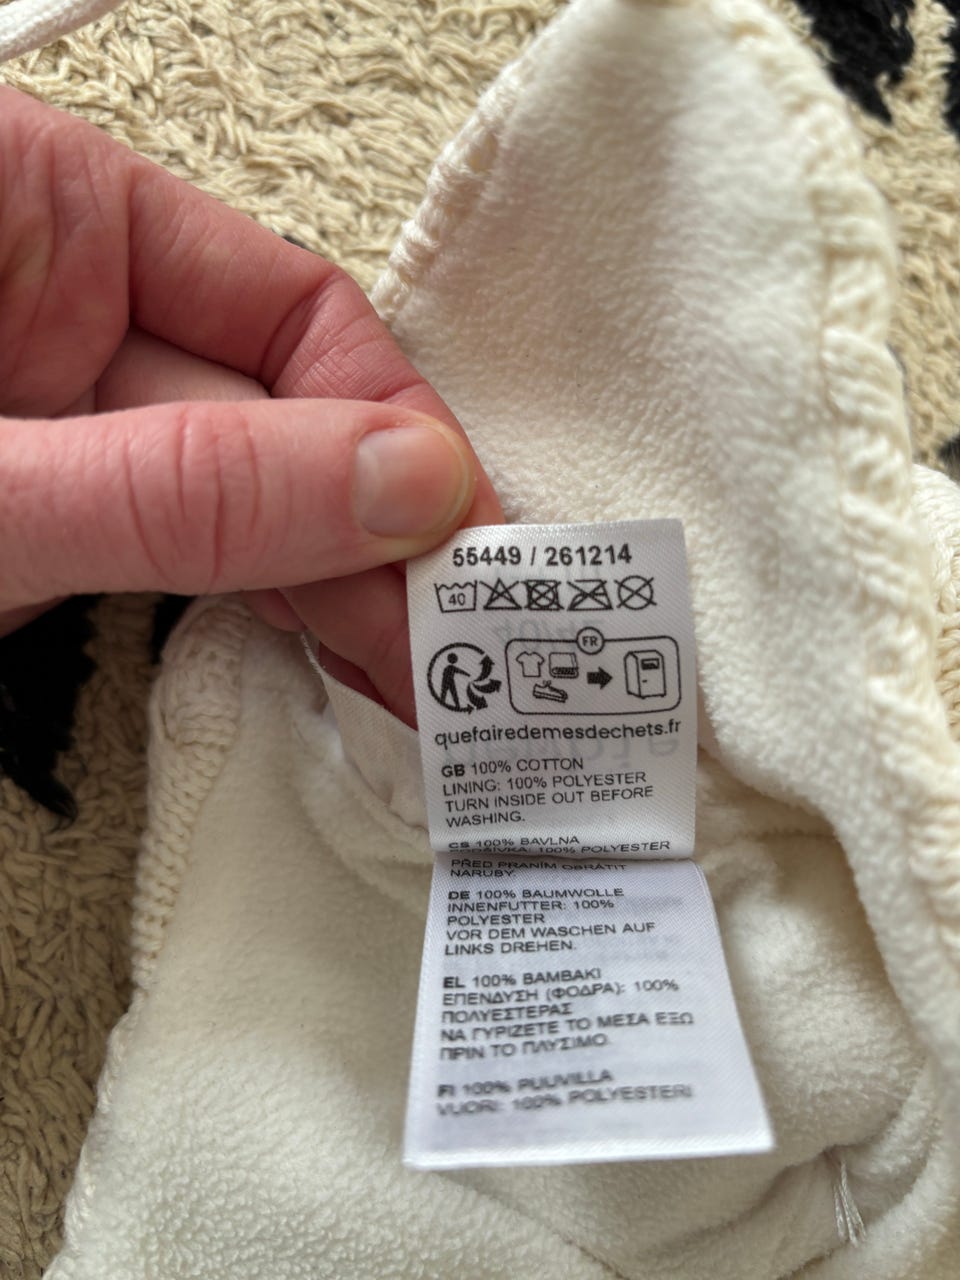 55449 / 261214
40
FR
quefairedemesdechets.fr
GB 100% COTTON
LINING: 100% POLYESTER
TURN INSIDE OUT BEFORE
WASHING.
CS 100% BAVLNA
PODŠÍVKA: 100% POLYESTER
PŘED PRANÍM OBRÁTIT
NARUBY.
DE 100% BAUMWOLLE
INNENFUTTER: 100%
POLYESTER
VOR DEM WASCHEN AUF
LINKS DREHEN.
EL 100% ΒΑΜΒΑΚΙ
ΕΠΕΝΔΥΣΗ (ΦΟΔΡΑ): 100%
ΠΟΛΥΕΣΤΕΡΑΣ
ΝΑ ΓΥΡΙΖΕΤΕ ΤΟ ΜΕΣΑ ΕΞΩ
ΠΡΙΝ ΤΟ ΠΛΥΣΙΜΟ.
FI 100% PUUVILLA
VUORI: 100% POLYESTERI